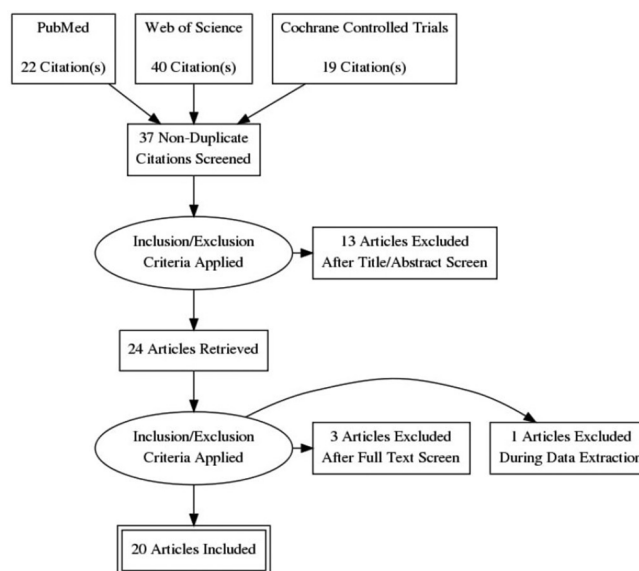 PubMed
22 Citation(s)
Web of Science
40 Citation(s)
Cochrane Controlled Trials
19 Citation(s)
37 Non-Duplicate
Citations Screened
Inclusion/Exclusion
Criteria Applied
13 Articles Excluded
After Title/Abstract Screen
24 Articles Retrieved
Inclusion/Exclusion
Criteria Applied
3 Articles Excluded
After Full Text Screen
1 Articles Excluded
During Data Extraction
20 Articles Included